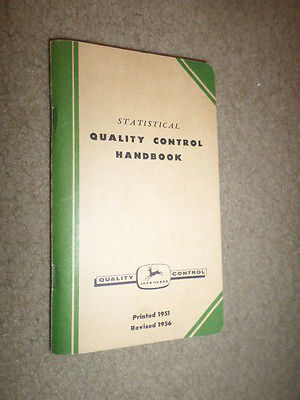 STATISTICAL
QUALITY CONTROL
HANDBOOK
QUALITY CONTROL
JOHN DEERE
Printed 1951
Revised 1956